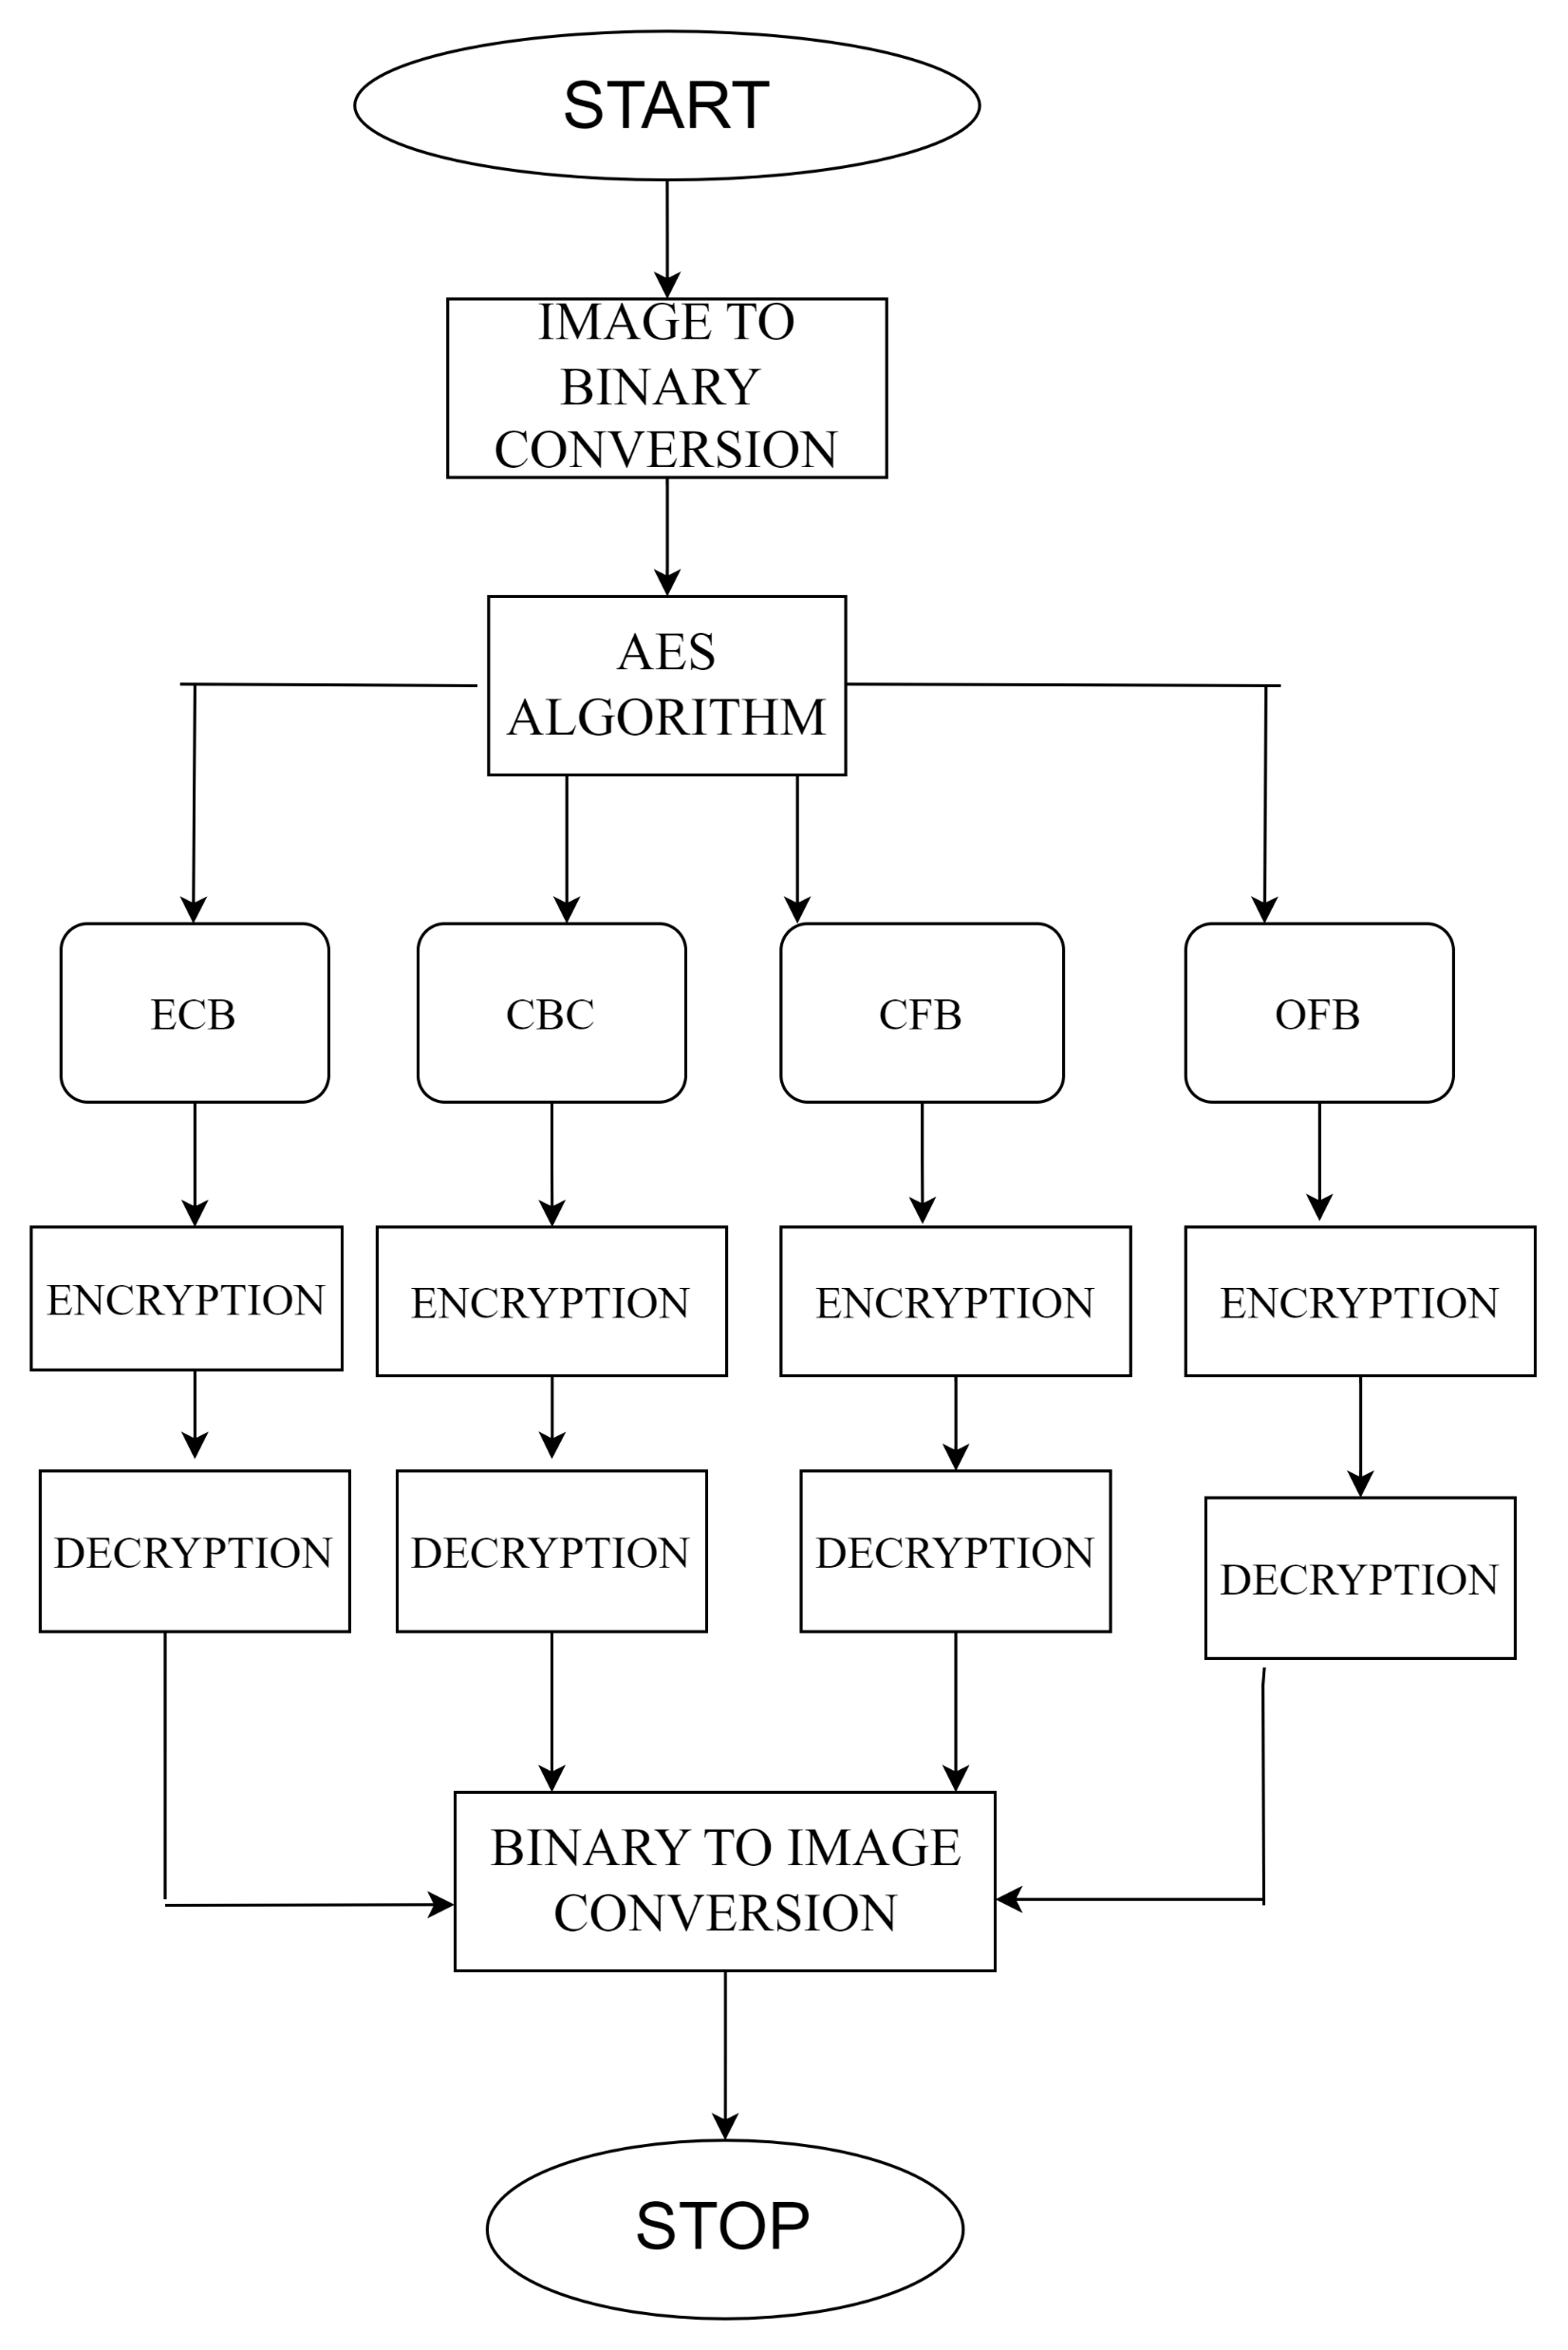 START
IMAGE TO
BINARY
CONVERSION
AES
ALGORITHM
ECB
CBC
CFB
OFB
ENCRYPTION
ENCRYPTION
ENCRYPTION
ENCRYPTION
DECRYPTION
DECRYPTION
DECRYPTION
DECRYPTION
BINARY TO IMAGE
CONVERSION
STOP